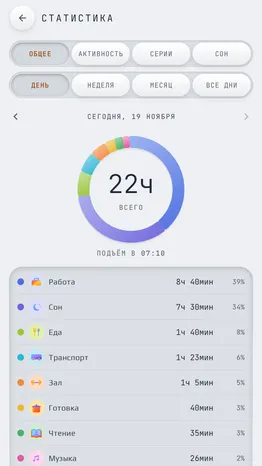 СТАТИСТИКА
ОБЩЕЕ АКТИВНОСТЬ СЕРИИ СОН
ДЕНЬ НЕДЕЛЯ МЕСЯЦ ВСЕ ДНИ
СЕГОДНЯ, 19 НОЯБРЯ
22ч
ВСЕГО
ПОДЪЁМ В 07:10
Работа 8ч 40мин 39%
Сон 7ч 30мин 34%
Еда 1ч 40мин 8%
Транспорт 1ч 23мин 6%
Зал 1ч 5мин 5%
Готовка 40мин 3%
Чтение 35мин 3%
Музыка 26мин 2%